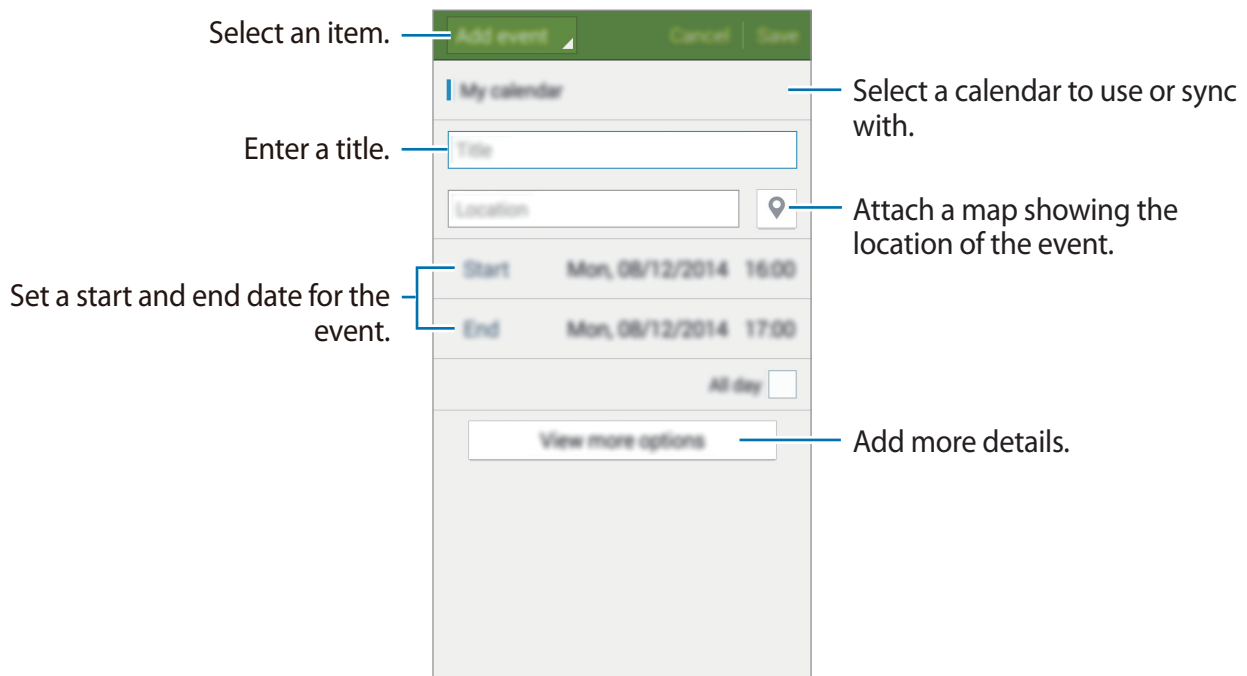 Select an item.
Add event
Cancel
Save
My calendar
Select a calendar to use or sync
with.
Enter a title.
Title
Location
Attach a map showing the
location of the event.
Set a start and end date for the
event.
Start Mon, 08/12/2014 16:00
End Mon, 08/12/2014 17:00
All day
View more options
Add more details.